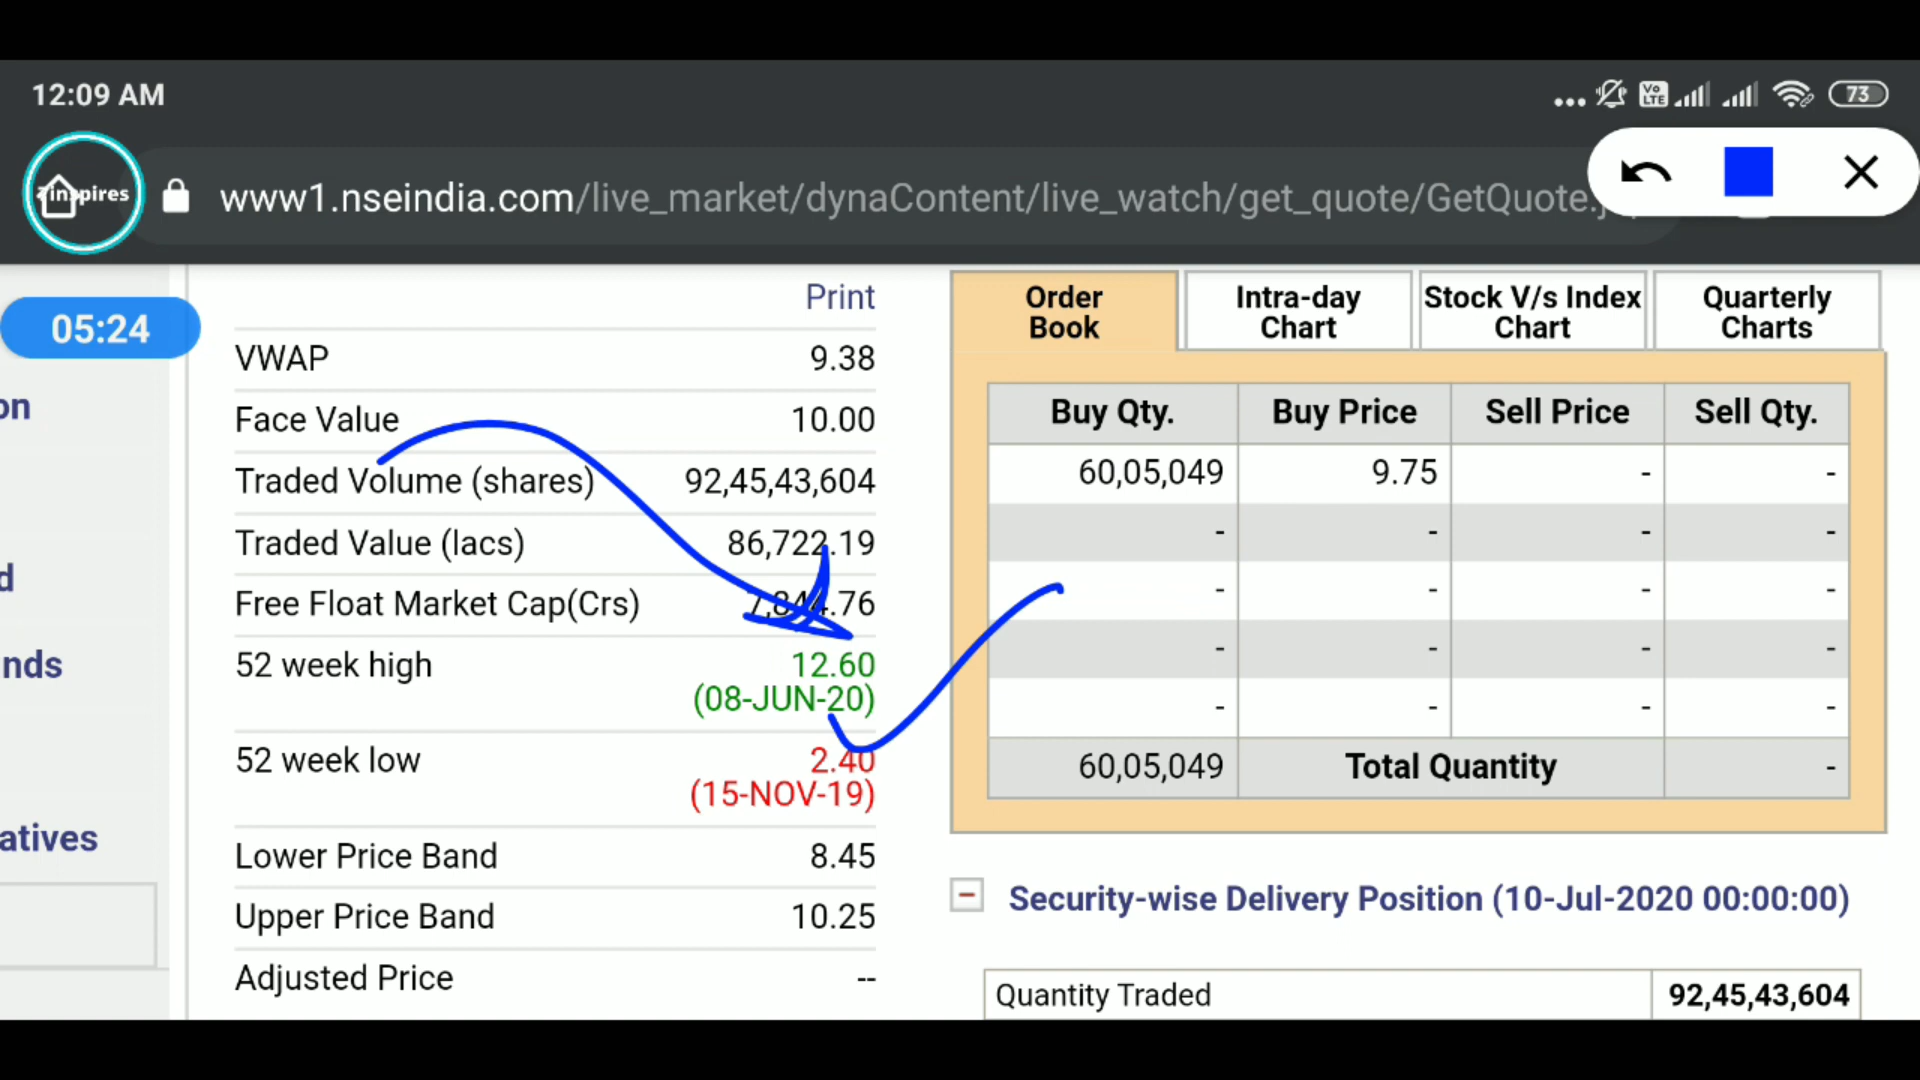 12:09 AM
Vo LTE
73
inspires
www1.nseindia.com/live_market/dynaContent/live_watch/get_quote/GetQuote.j
05:24
on
d
nds
atives
Print
VWAP 9.38
Face Value 10.00
Traded Volume (shares) 92,45,43,604
Traded Value (lacs) 86,722.19
Free Float Market Cap(Crs) 7,844.76
52 week high 12.60
(08-JUN-20)
52 week low 2.40
(15-NOV-19)
Lower Price Band 8.45
Upper Price Band 10.25
Adjusted Price --
Order Book Intra-day Chart Stock V/s Index Chart Quarterly Charts
Buy Qty. Buy Price Sell Price Sell Qty.
60,05,049 9.75 - -
- - - -
- - - -
- - - -
- - - -
60,05,049 Total Quantity -
Security-wise Delivery Position (10-Jul-2020 00:00:00)
Quantity Traded 92,45,43,604